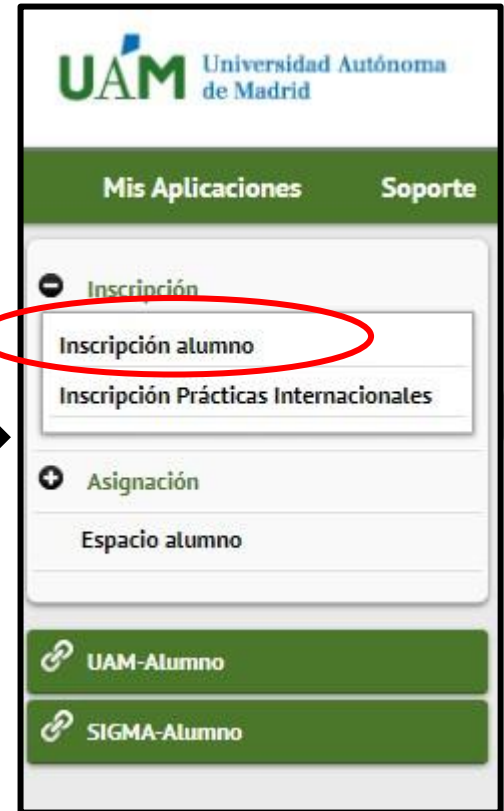 UAM Universidad Autónoma
de Madrid
Mis Aplicaciones Soporte
Inscripción
Inscripción alumno
Inscripción Prácticas Internacionales
Asignación
Espacio alumno
UAM-Alumno
SIGMA-Alumno